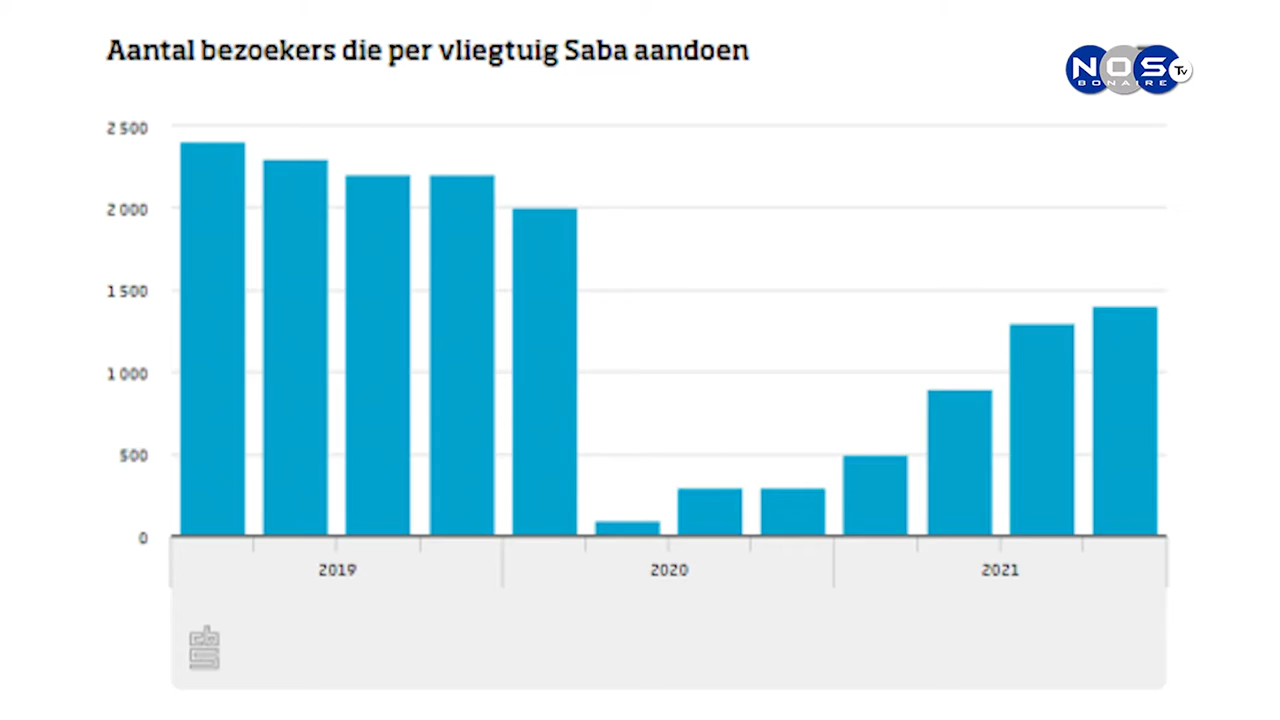 Aantal bezoekers die per vliegtuig Saba aandoen
NOS TV
BONAIRE
2 500
2 000
1 500
1 000
500
0
2019 2020 2021
cbs